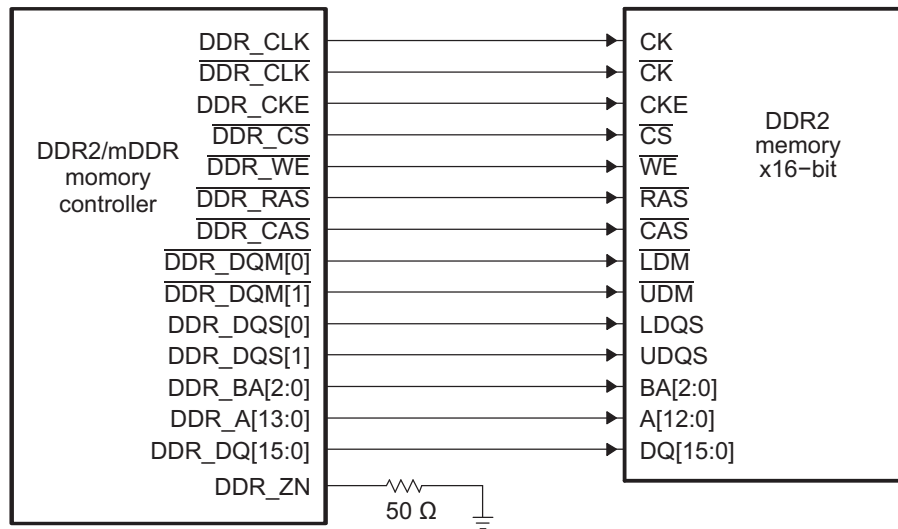 DDR2/mDDR
momory
controller
DDR_CLK
DDR_CLK
DDR_CKE
DDR_CS
DDR_WE
DDR_RAS
DDR_CAS
DDR_DQM[0]
DDR_DQM[1]
DDR_DQS[0]
DDR_DQS[1]
DDR_BA[2:0]
DDR_A[13:0]
DDR_DQ[15:0]
DDR_ZN
50 Ω
CK
CK
CKE
CS
WE
RAS
CAS
LDM
UDM
LDQS
UDQS
BA[2:0]
A[12:0]
DQ[15:0]
DDR2
memory
x16−bit